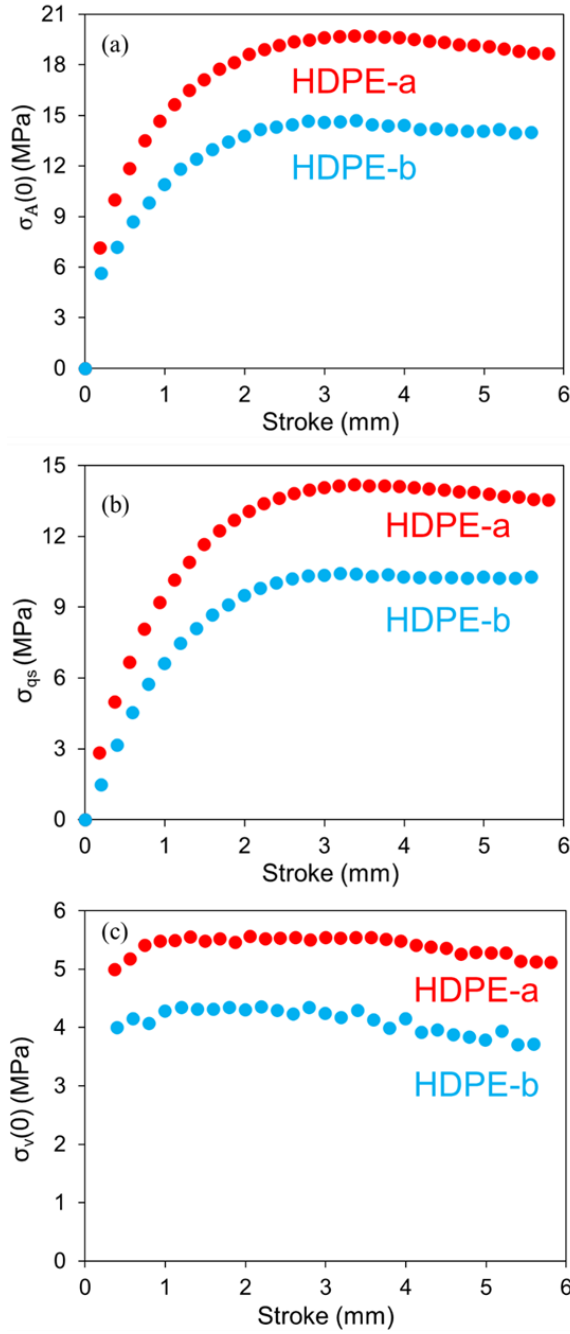 (a)
21
18
15
12
9
6
3
0
σA(0) (MPa)
HDPE-a
HDPE-b
0 1 2 3 4 5 6
Stroke (mm)
(b)
15
12
9
6
3
0
σqs (MPa)
HDPE-a
HDPE-b
0 1 2 3 4 5 6
Stroke (mm)
(c)
6
5
4
3
2
1
0
σv(0) (MPa)
HDPE-a
HDPE-b
0 1 2 3 4 5 6
Stroke (mm)